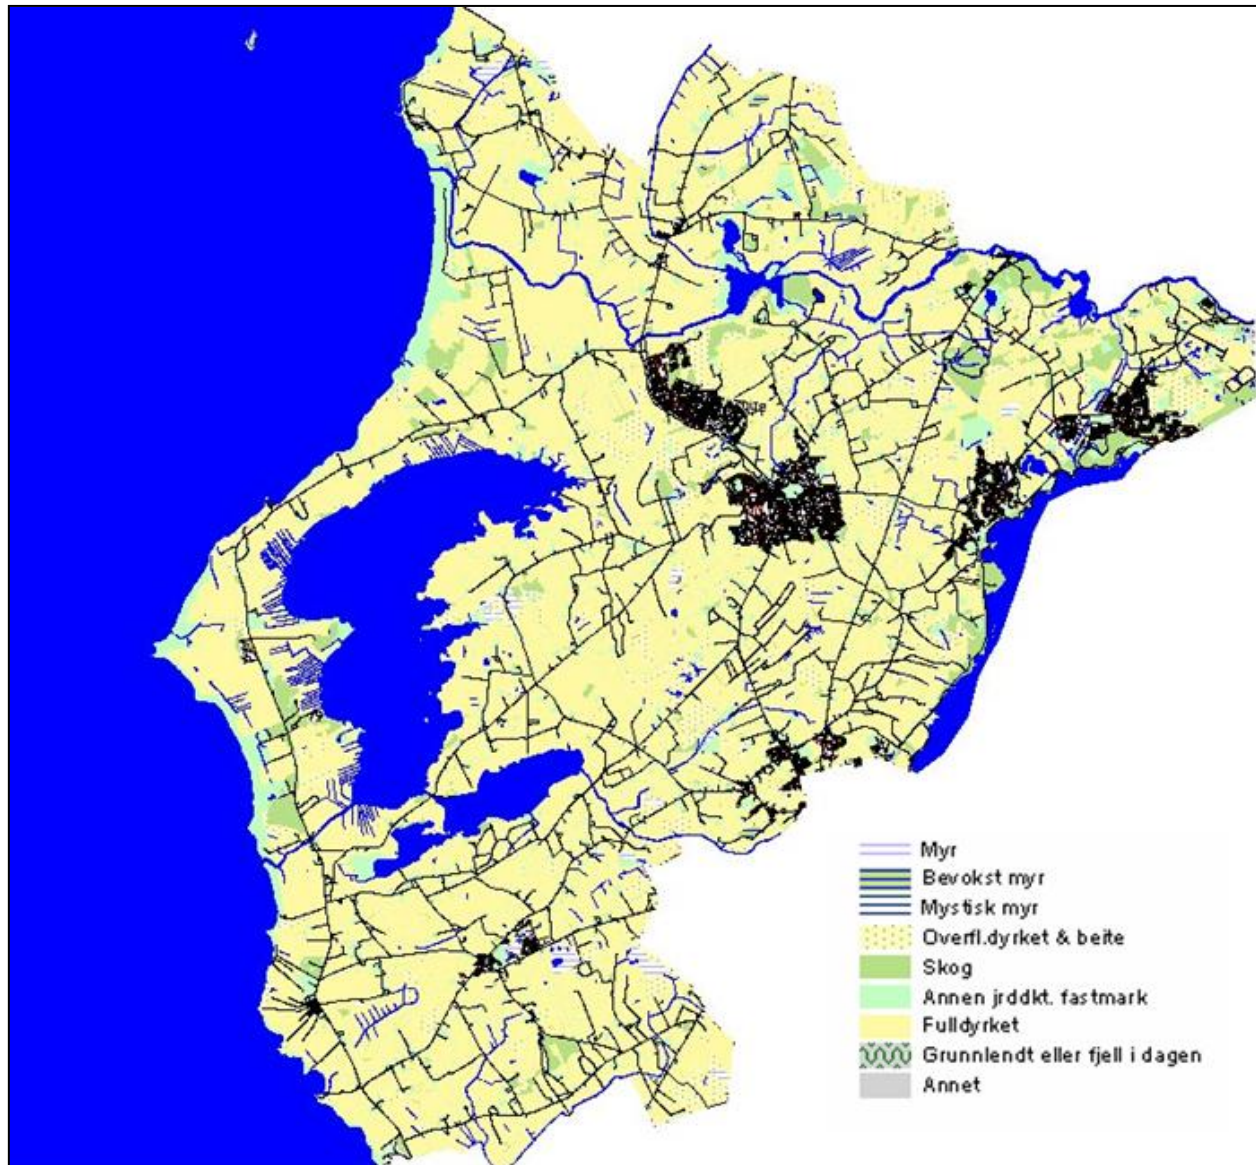 Myr
Bevokst myr
Mystisk myr
Overfl.dyrket & beite
Skog
Annen jrddkt. fastmark
Fulldyrket
Grunnlendt eller fjell i dagen
Annet